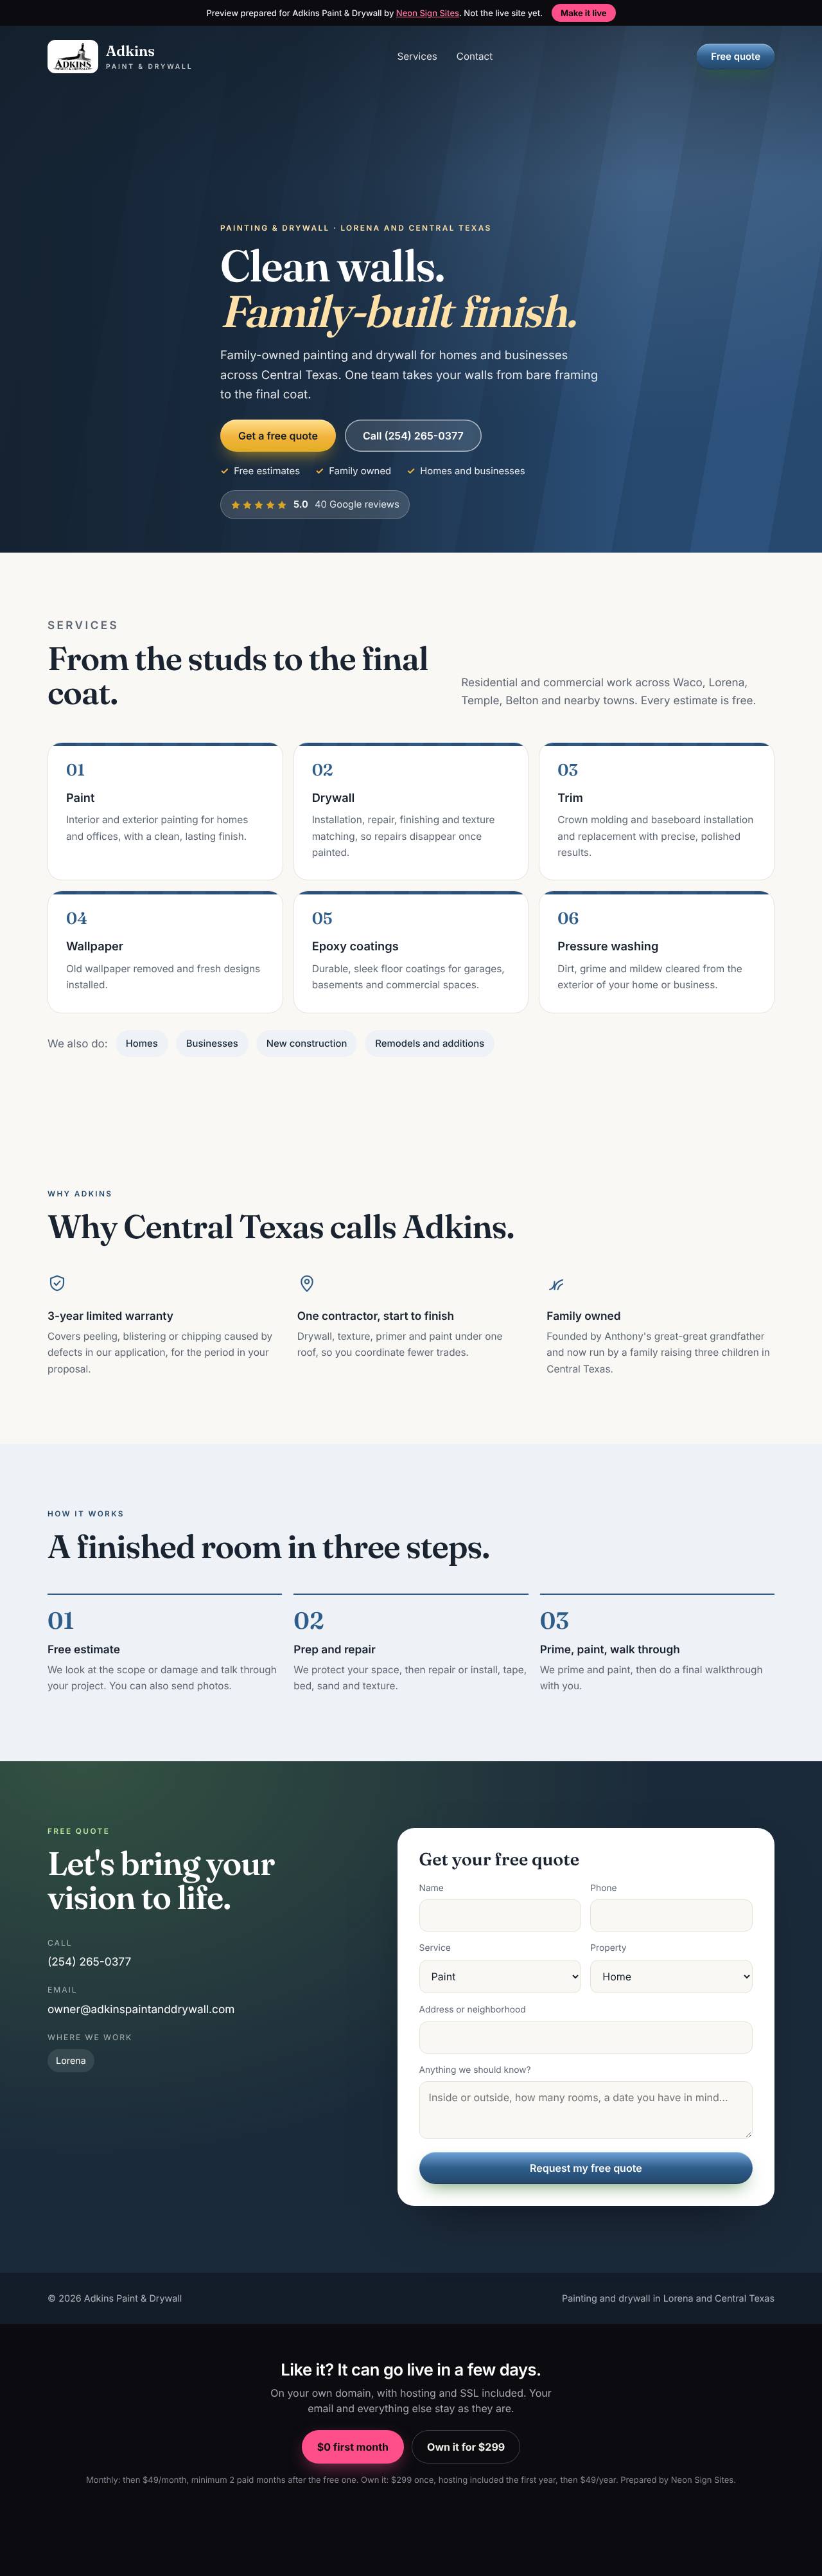 Preview prepared for Adkins Paint & Drywall by Neon Sign Sites. Not the live site yet. Make it live
ADKINS
Adkins
PAINT & DRYWALL
Services Contact
Free quote
PAINTING & DRYWALL · LORENA AND CENTRAL TEXAS
Clean walls.
Family-built finish.
Family-owned painting and drywall for homes and businesses
across Central Texas. One team takes your walls from bare framing
to the final coat.
Get a free quote Call (254) 265-0377
✓ Free estimates ✓ Family owned ✓ Homes and businesses
★★★★★ 5.0 40 Google reviews
SERVICES
From the studs to the final
coat.
Residential and commercial work across Waco, Lorena,
Temple, Belton and nearby towns. Every estimate is free.
01
Paint
Interior and exterior painting for homes
and offices, with a clean, lasting finish.
02
Drywall
Installation, repair, finishing and texture
matching, so repairs disappear once
painted.
03
Trim
Crown molding and baseboard installation
and replacement with precise, polished
results.
04
Wallpaper
Old wallpaper removed and fresh designs
installed.
05
Epoxy coatings
Durable, sleek floor coatings for garages,
basements and commercial spaces.
06
Pressure washing
Dirt, grime and mildew cleared from the
exterior of your home or business.
We also do: Homes Businesses New construction Remodels and additions
WHY ADKINS
Why Central Texas calls Adkins.
3-year limited warranty
Covers peeling, blistering or chipping caused by
defects in our application, for the period in your
proposal.
One contractor, start to finish
Drywall, texture, primer and paint under one
roof, so you coordinate fewer trades.
Family owned
Founded by Anthony's great-great grandfather
and now run by a family raising three children in
Central Texas.
HOW IT WORKS
A finished room in three steps.
01
Free estimate
We look at the scope or damage and talk through
your project. You can also send photos.
02
Prep and repair
We protect your space, then repair or install, tape,
bed, sand and texture.
03
Prime, paint, walk through
We prime and paint, then do a final walkthrough
with you.
FREE QUOTE
Let's bring your
vision to life.
CALL
(254) 265-0377
EMAIL
owner@adkinspaintanddrywall.com
WHERE WE WORK
Lorena
Get your free quote
Name Phone
Service Property
Paint Home
Address or neighborhood
Anything we should know?
Inside or outside, how many rooms, a date you have in mind...
Request my free quote
© 2026 Adkins Paint & Drywall
Painting and drywall in Lorena and Central Texas
Like it? It can go live in a few days.
On your own domain, with hosting and SSL included. Your
email and everything else stay as they are.
$0 first month Own it for $299
Monthly: then $49/month, minimum 2 paid months after the free one. Own it: $299 once, hosting included the first year, then $49/year. Prepared by Neon Sign Sites.